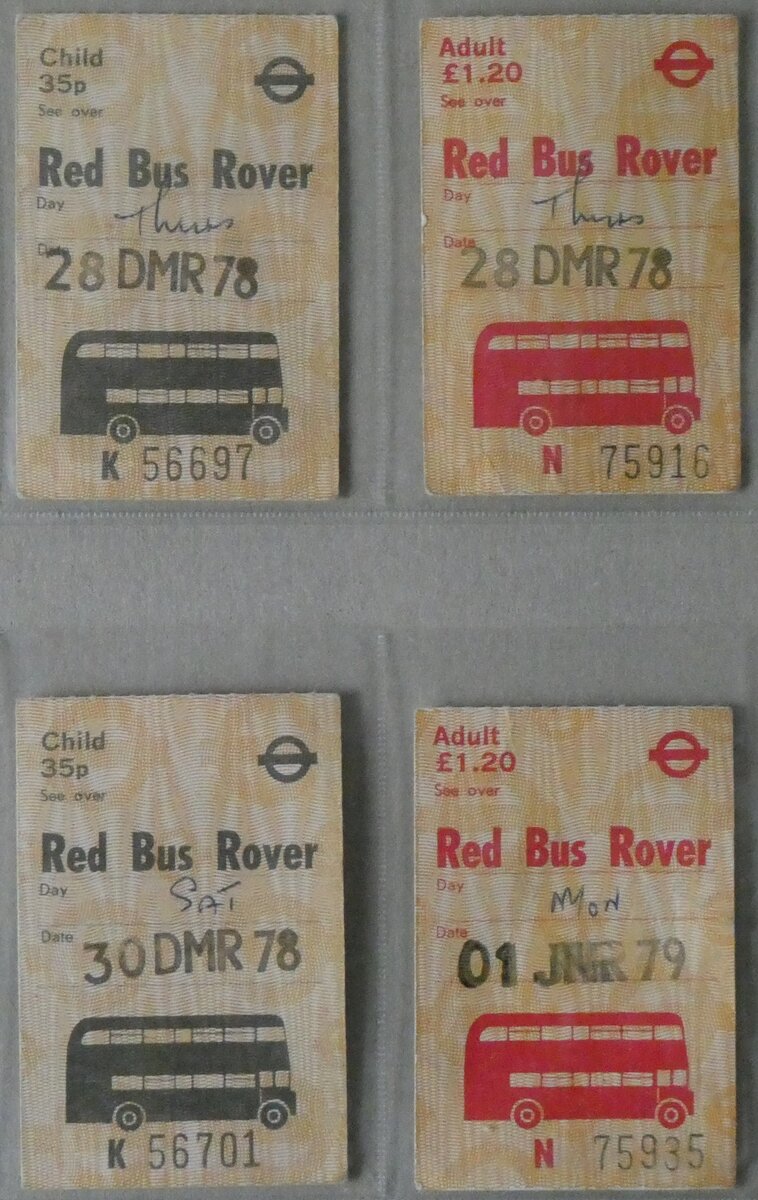 Child
35p
See over
Red Bus Rover
Day
Thurs
Date
28 DMR 78
K 56697
Adult
£1.20
See over
Red Bus Rover
Day
Thurs
Date
28 DMR 78
N 75916
Child
35p
See over
Red Bus Rover
Day
SAT
Date
30 DMR 78
K 56701
Adult
£1.20
See over
Red Bus Rover
Day
MON
Date
01 JNR 79
N 75935